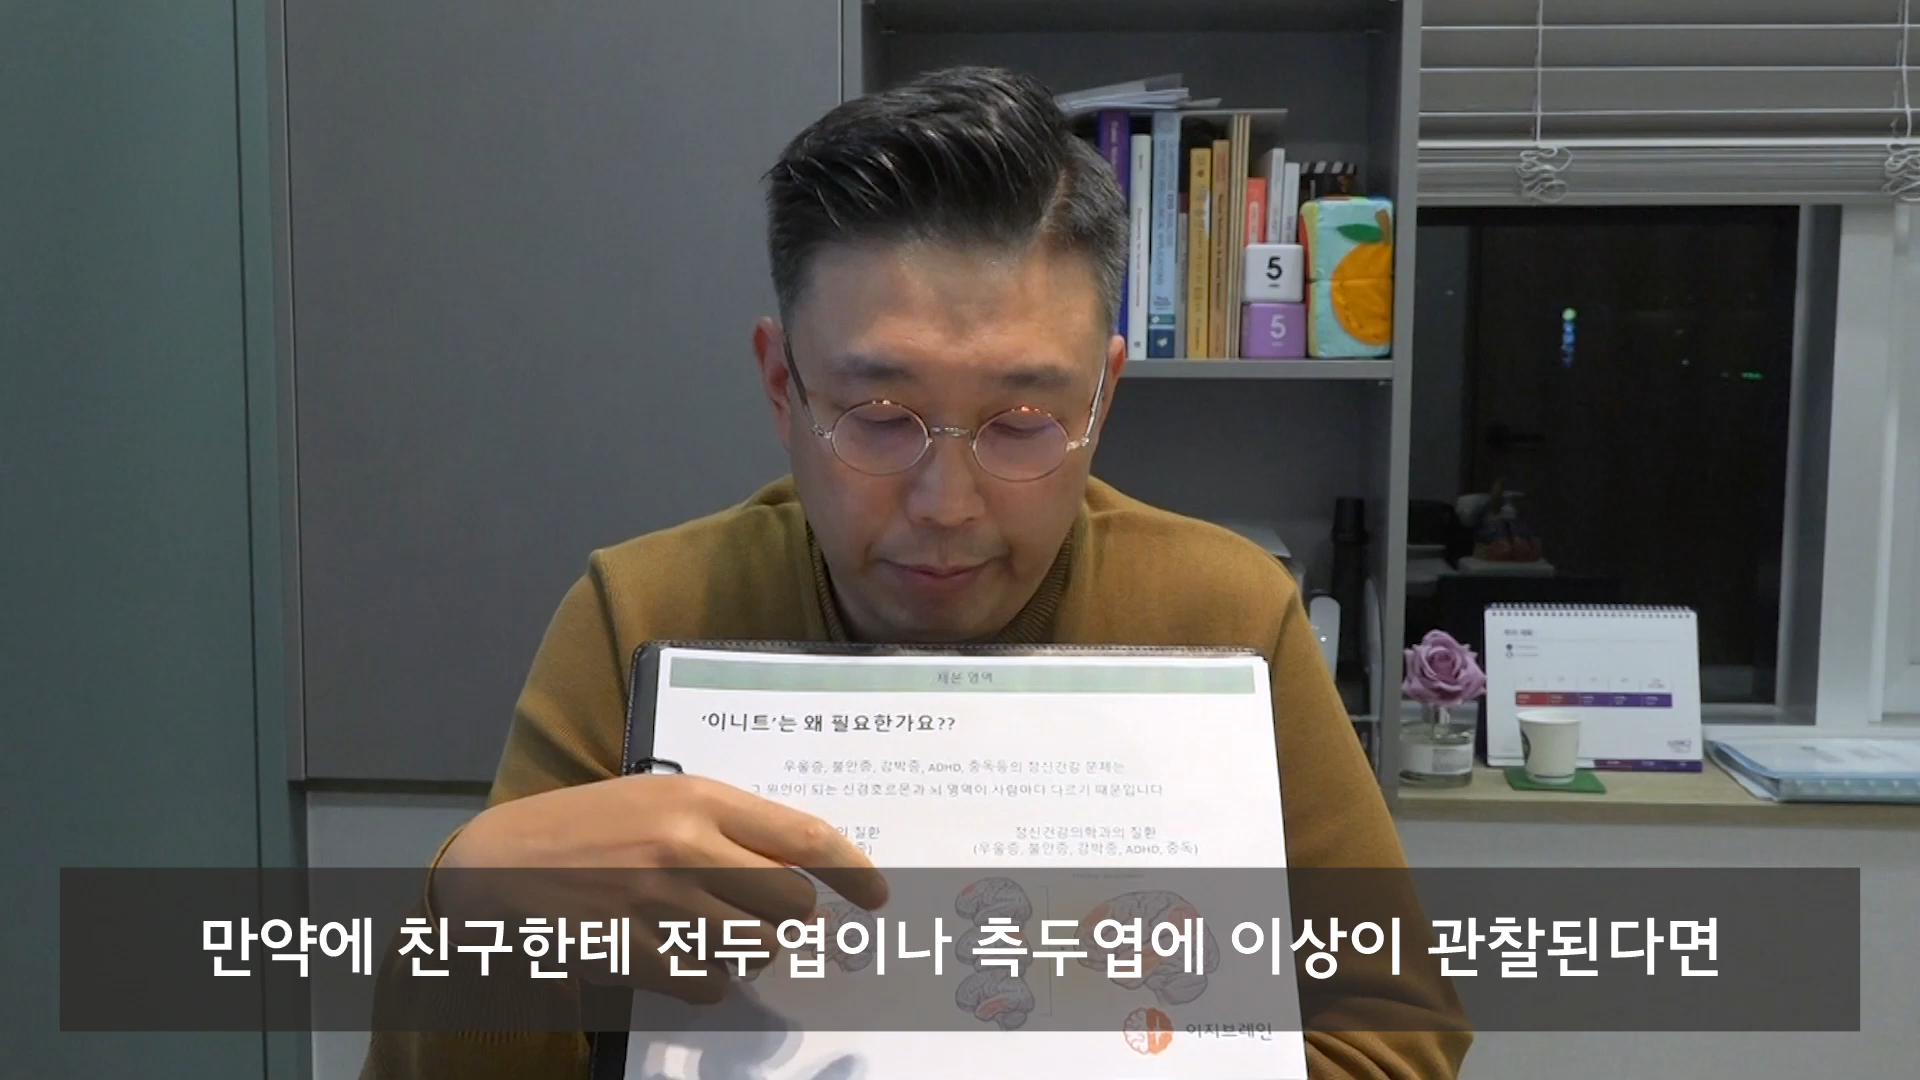 5
5
제본 영역
'이니트'는 왜 필요한가요??
우울증, 불안증, 강박증, ADHD, 중독등의 정신건강 문제는
그 원인이 되는 신경호르몬과 뇌 영역이 사람마다 다르기 때문입니다
의 질환
정신건강의학과의 질환
증)
(우울증, 불안증, 강박증, ADHD, 중독)
만약에 친구한테 전두엽이나 측두엽에 이상이 관찰된다면
이지브레인